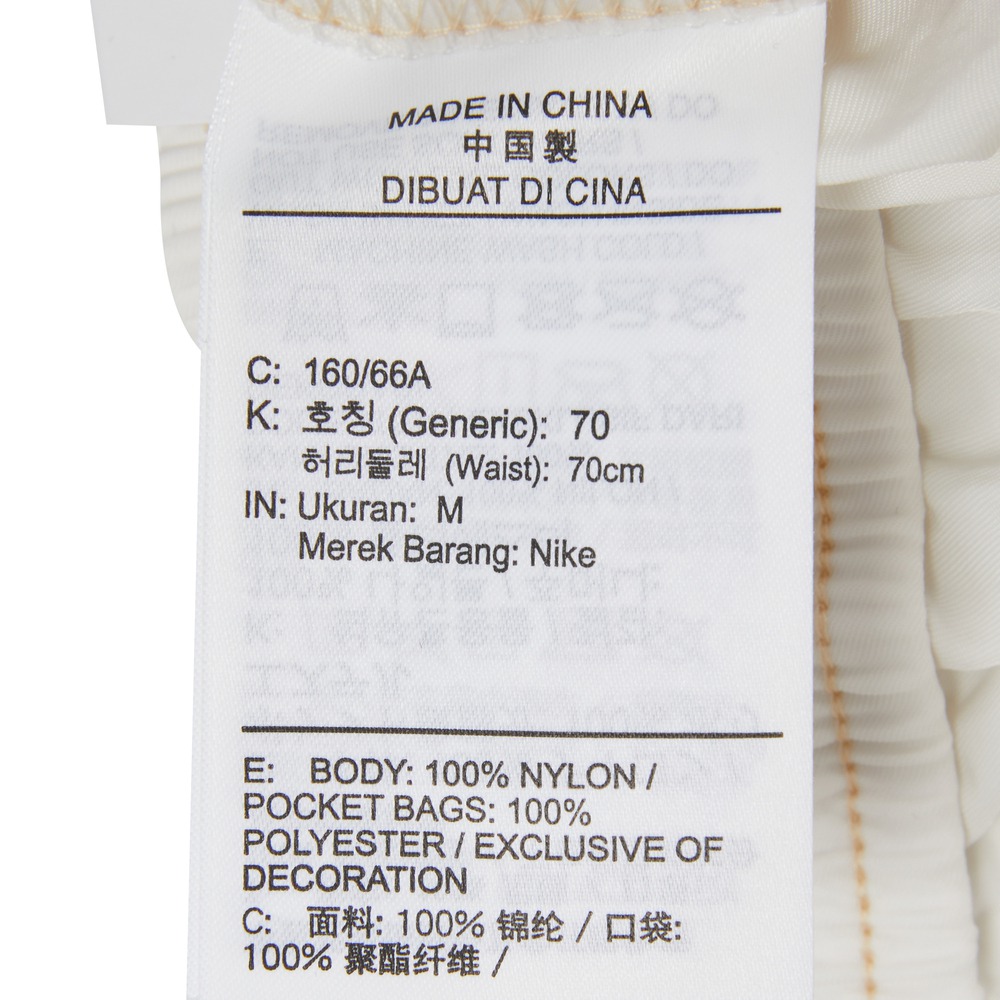 MADE IN CHINA
中国製
DIBUAT DI CINA
C: 160/66A
K: 호칭 (Generic): 70
허리둘레 (Waist): 70cm
IN: Ukuran: M
Merek Barang: Nike
E: BODY: 100% NYLON /
POCKET BAGS: 100%
POLYESTER / EXCLUSIVE OF
DECORATION
C: 面料: 100% 锦纶 / 口袋:
100% 聚酯纤维 /